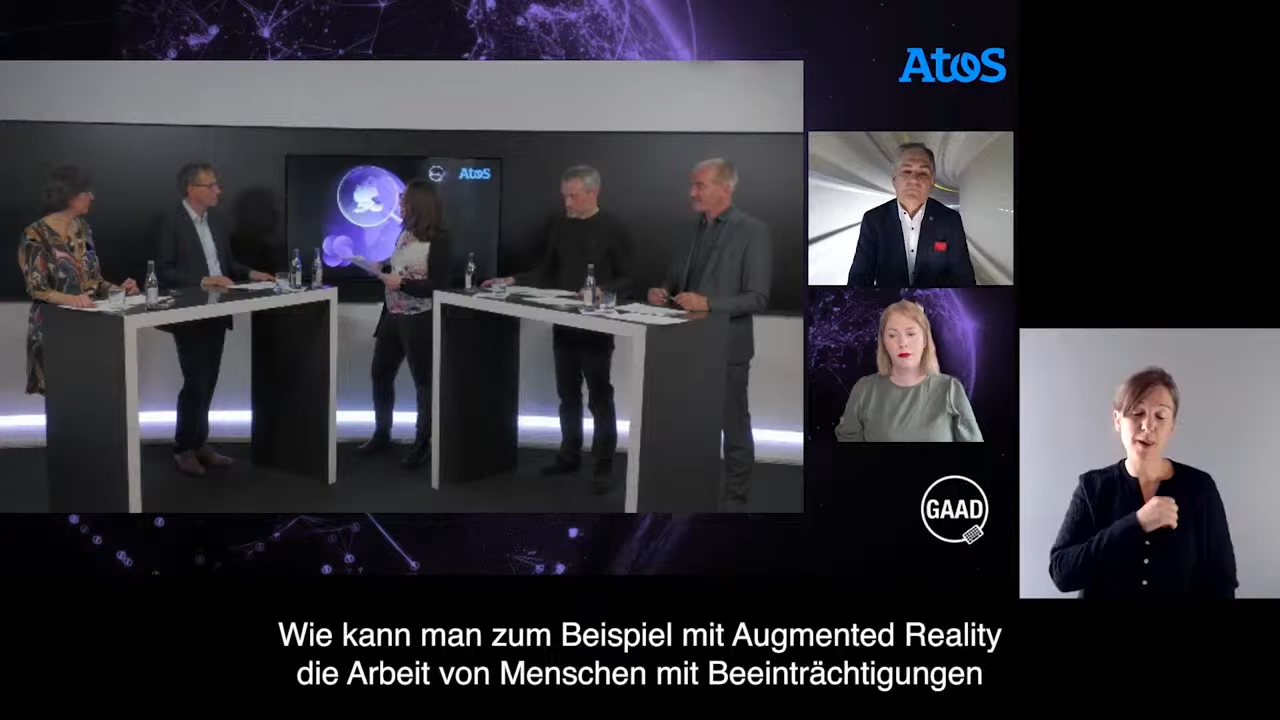 Atos
Atos
GAAD
Wie kann man zum Beispiel mit Augmented Reality
die Arbeit von Menschen mit Beeinträchtigungen